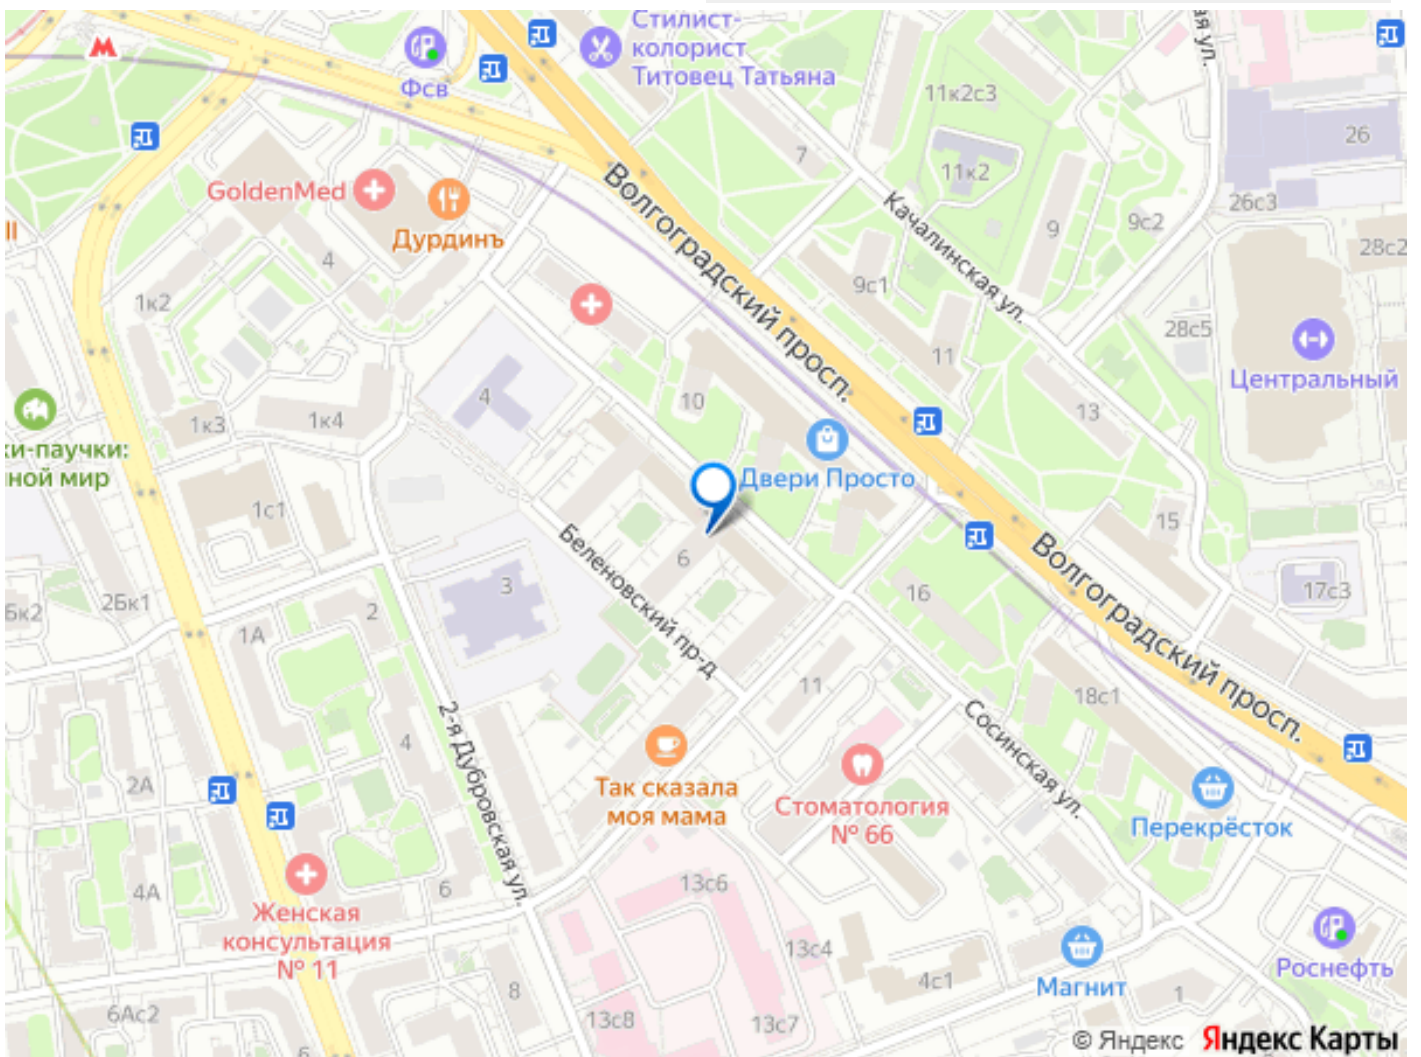 Стилист-
колорист
Титовец Татьяна
Фсв
11к2с3
7
26
11к2
GoldenMed
Дурдинъ
4
Волгоградский просп.
Качалинская ул.
9
9с2
26с3
28с2
1к2
9с1
11
28с5
Центральный
4
10
13
1к3
1к4
ки-паучки:
ной мир
Двери Просто
1с1
15
6
Беленовский пр-д
3
16
Волгоградский просп.
17с3
2Бк1
2
1А
11
18с1
2-я Дубровская ул.
4
Сосинская ул.
2А
Так сказала
моя мама
Стоматология
№ 66
Перекрёсток
4А
6
13с6
Женская
консультация
№ 11
13с4
Роснефть
Магнит
4с1
1
8
6Ас2
13с8
13с7
6
© Яндекс Яндекс Карты